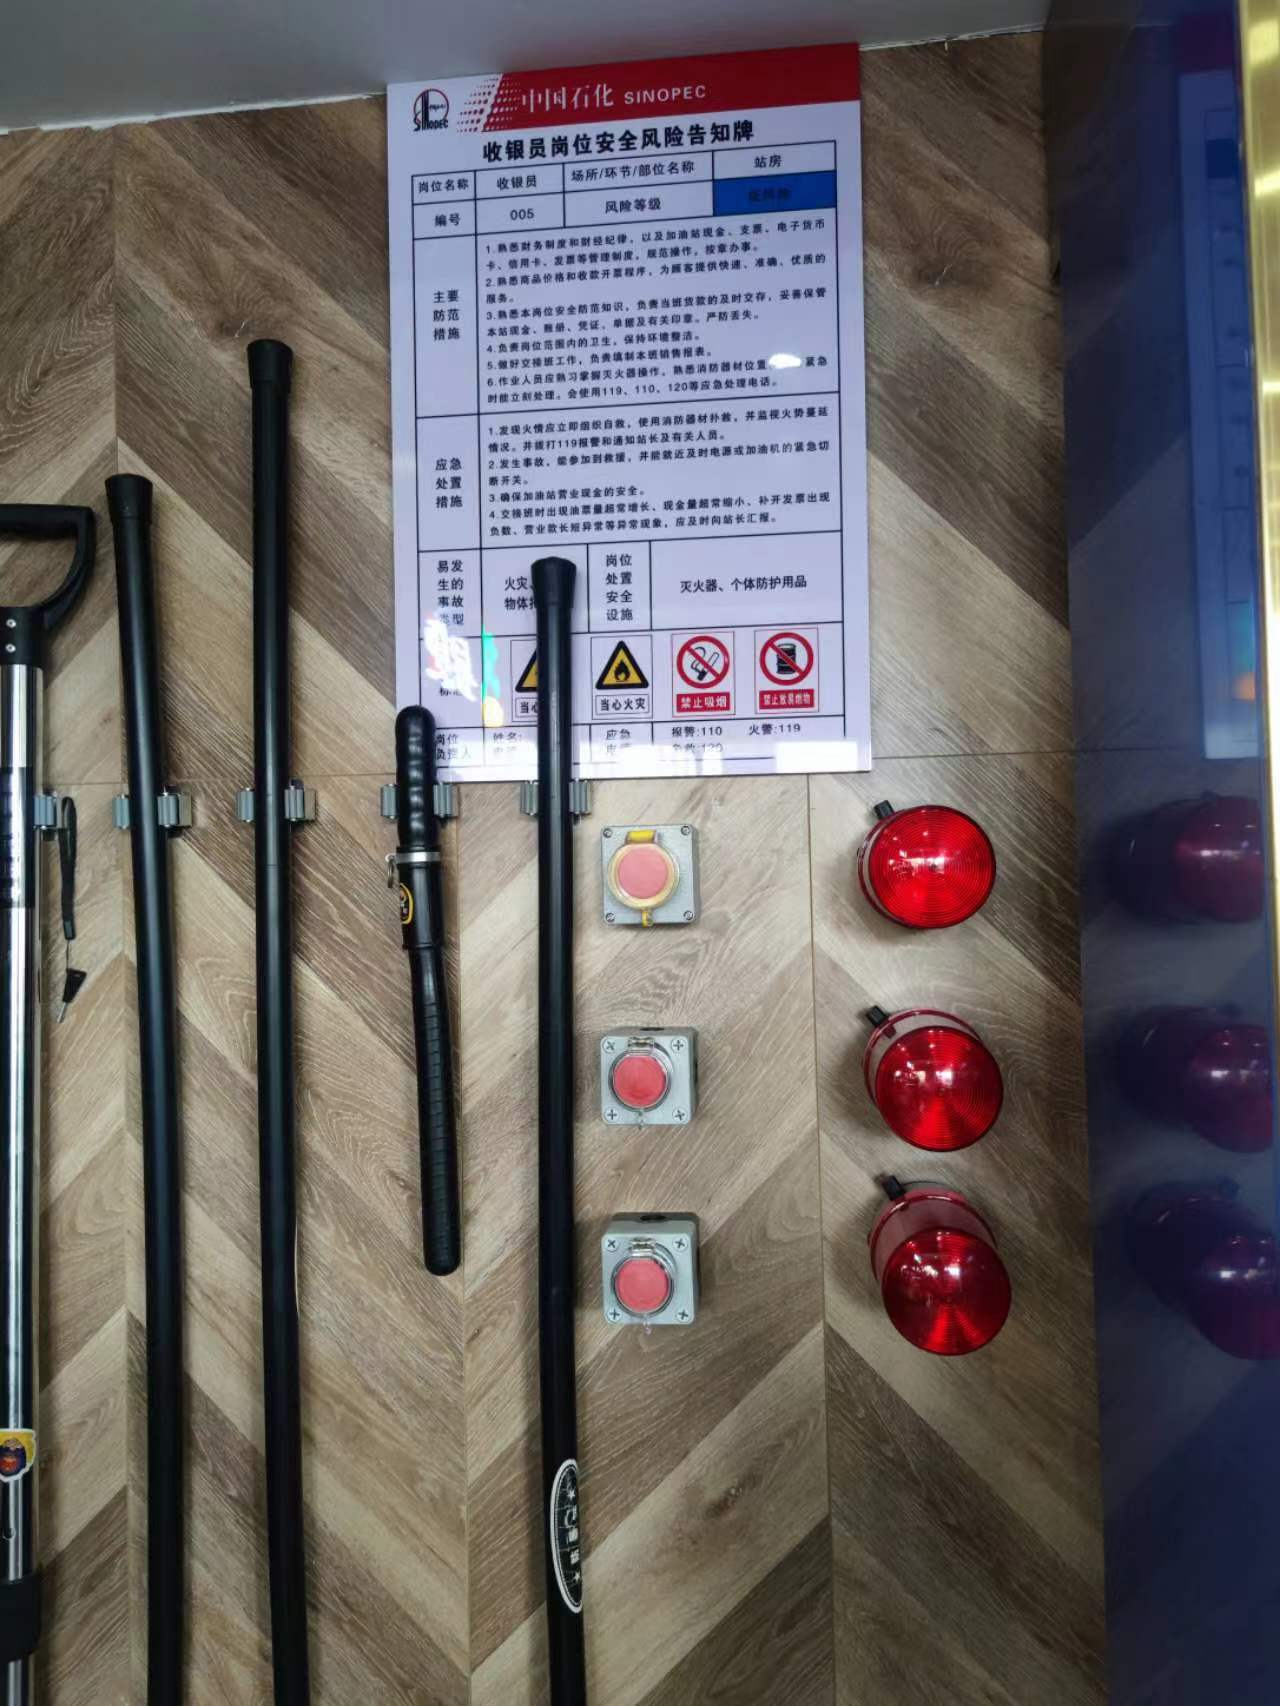 SINOPEC
中国石化 SINOPEC
收银员岗位安全风险告知牌
岗位名称 收银员 场所/环节/部位名称 站房
编号 005 风险等级
主要防范措施
1.熟悉财务制度和财经纪律，以及加油站现金、支票、电子货币
卡、信用卡、发票等管理制度，规范操作，按章办事。
2.熟悉商品价格和收款开票程序，为顾客提供快速、准确、优质的
服务。
3.熟悉本岗位安全防范知识，负责当班货款的及时交存，妥善保管
本站现金、账册、凭证、单据及有关印章。严防丢失。
4.负责岗位范围内的卫生，保持环境整洁。
5.做好交接班工作，负责填制本班销售报表。
6.作业人员应熟习掌握灭火器操作，熟悉消防器材位置 紧急
时能立刻处理。会使用119、110、120等应急处理电话。
应急处置措施
1.发现火情应立即组织自救，使用消防器材扑救，并监视火势蔓延
情况。并拨打119报警和通知站长及有关人员。
2.发生事故，能参加到救援，并能就近及时电源或加油机的紧急切
断开关。
3.确保加油站营业现金的安全。
4.交接班时出现油票量超常增长、现金量超常缩小、补开发票出现
负数、营业款长短异常等异常现象，应及时向站长汇报。
易发生的事故类型
火灾、
物体
岗位处置安全设施
灭火器、个体防护用品
当心
当心火灾
禁止吸烟
禁止放易燃物
岗位 姓名: 应急 报警:110 火警:119
负责人 电话 急救:120